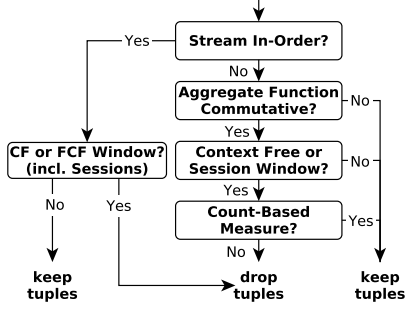 Stream In-Order?
Yes
No
Aggregate Function
Commutative?
No
Yes
CF or FCF Window?
(incl. Sessions)
Context Free or
Session Window?
No
Yes
No
Yes
Count-Based
Measure?
Yes
No
keep
tuples
drop
tuples
keep
tuples